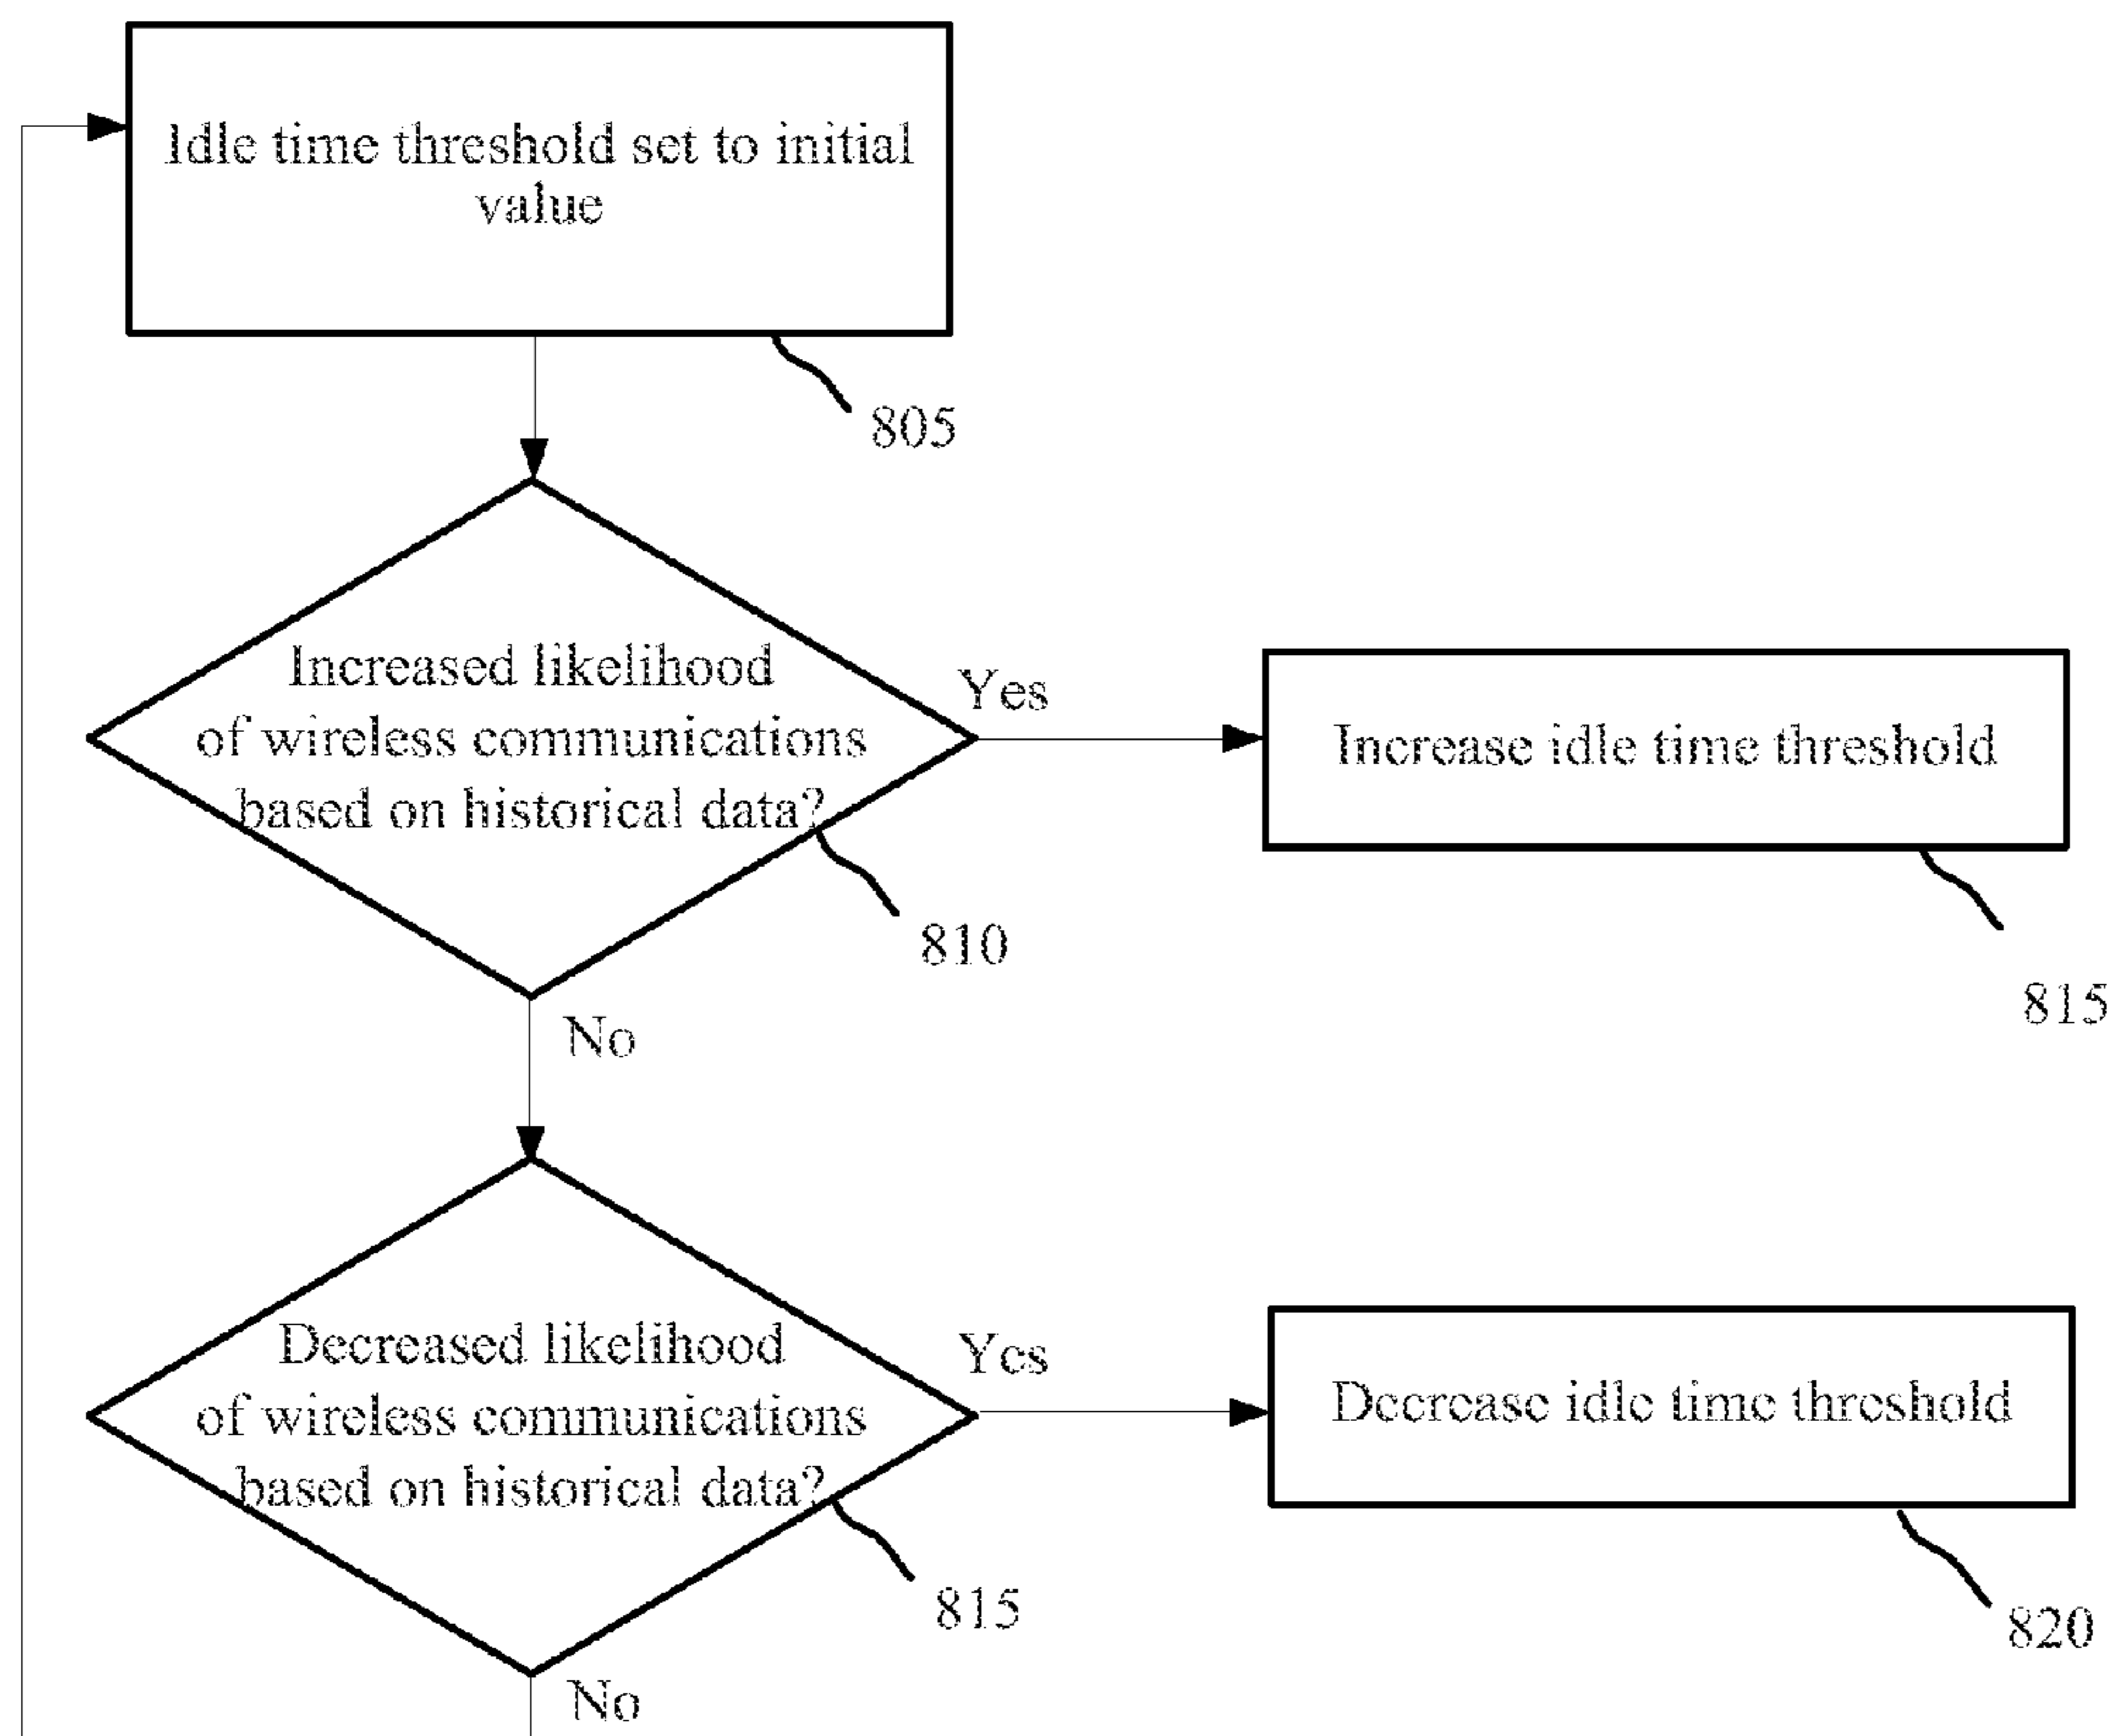 Idle time threshold set to initial
value
805
Increased likelihood
of wireless communications
based on historical data?
Yes
810
Increase idle time threshold
815
No
Decreased likelihood
of wireless communications
based on historical data?
Yes
815
Decrease idle time threshold
820
No